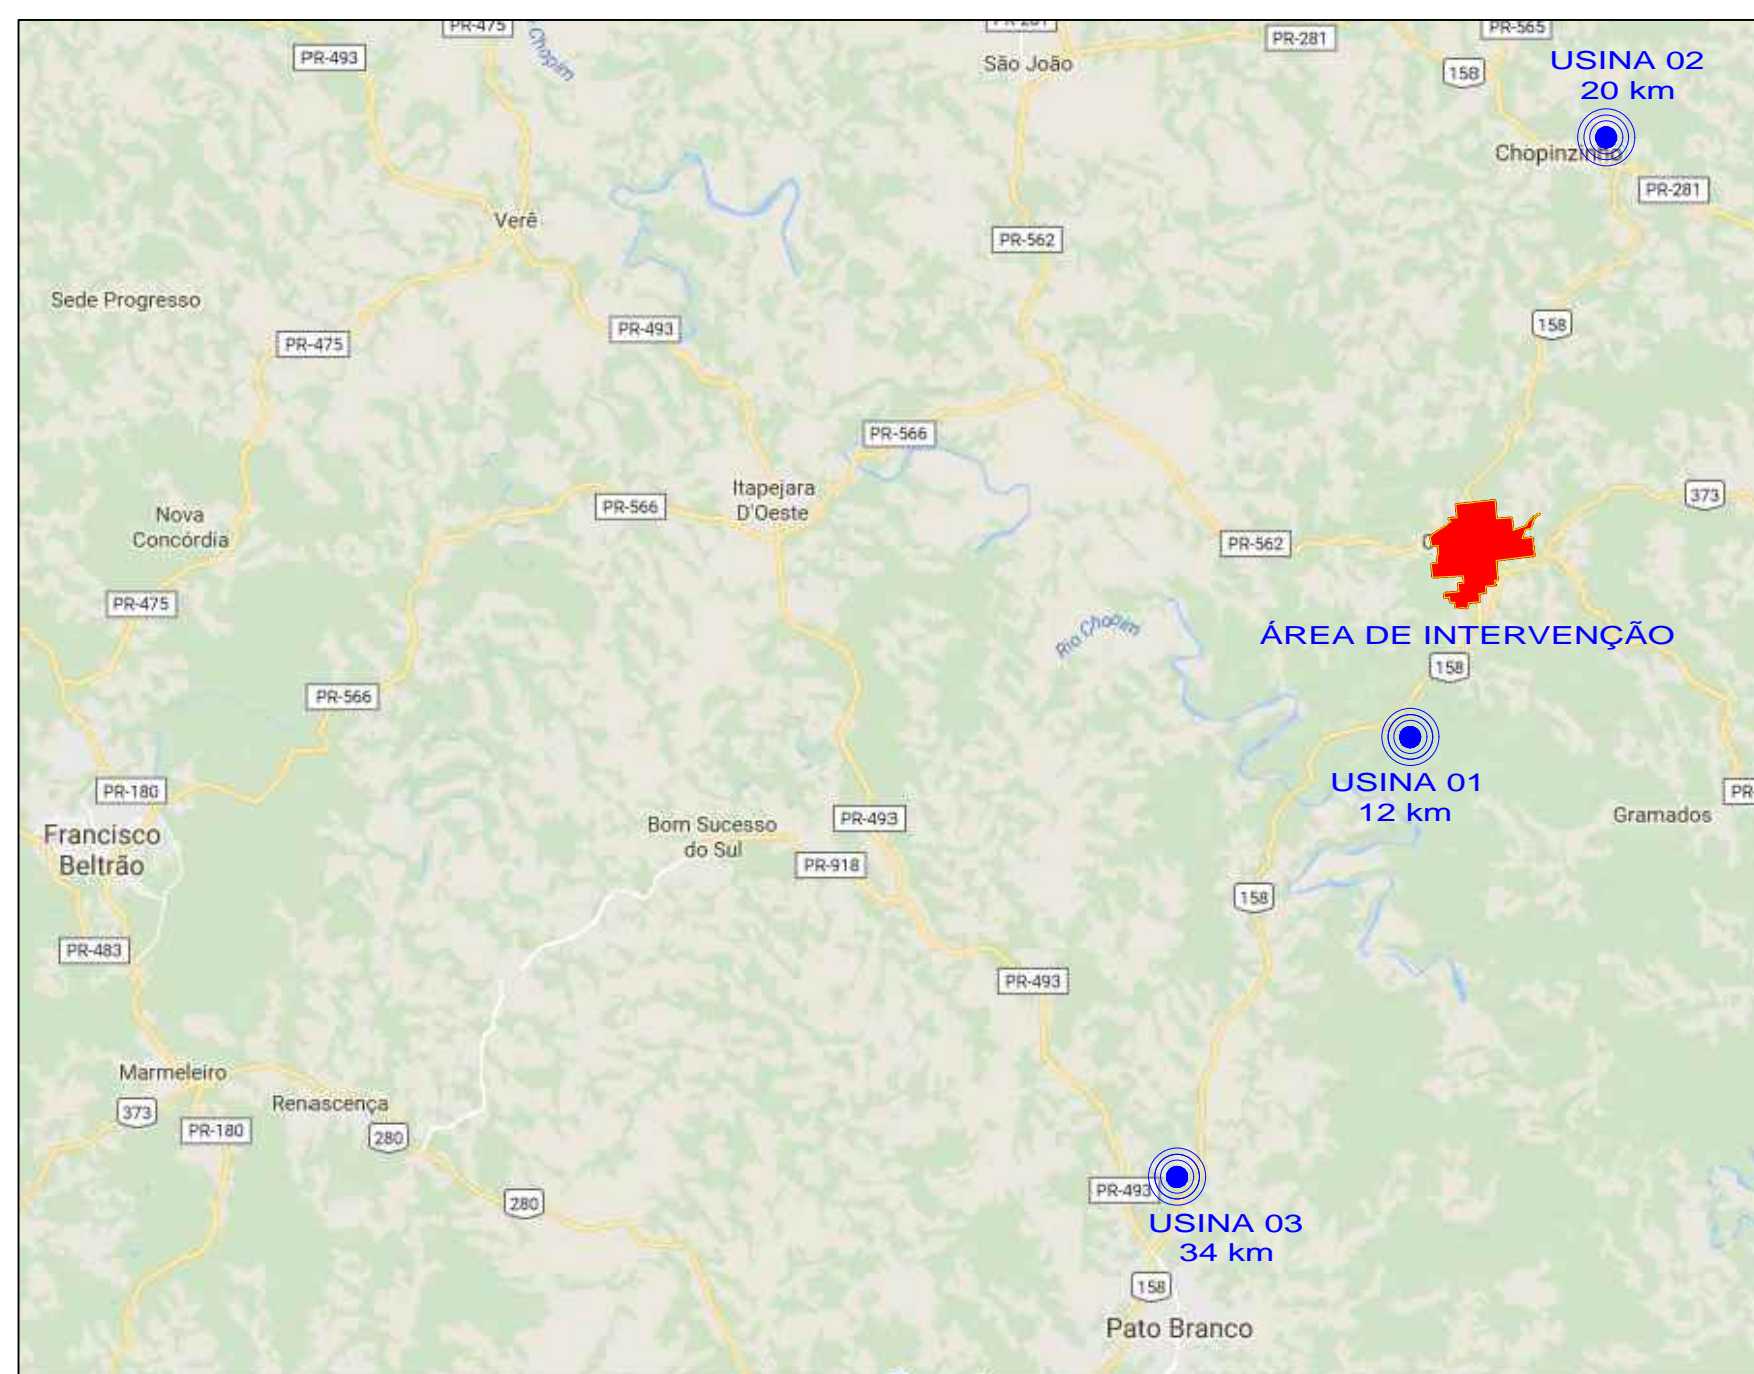 PR-475
PR-281
PR-565
PR-493
Chopim
São João
PR-281
158
USINA 02
20 km
Chopinzinho
PR-281
Verê
PR-562
Sede Progresso
PR-475
PR-493
158
PR-566
Itapejara
D'Oeste
PR-566
373
Nova
Concórdia
PR-562
PR-475
Rio Chopim
ÁREA DE INTERVENÇÃO
158
PR-566
USINA 01
12 km
PR-180
PR
Gramados
Francisco
Beltrão
Bom Sucesso
do Sul
PR-493
PR-918
158
PR-483
PR-493
Marmeleiro
373
Renascença
PR-180
280
280
PR-493
USINA 03
34 km
158
Pato Branco